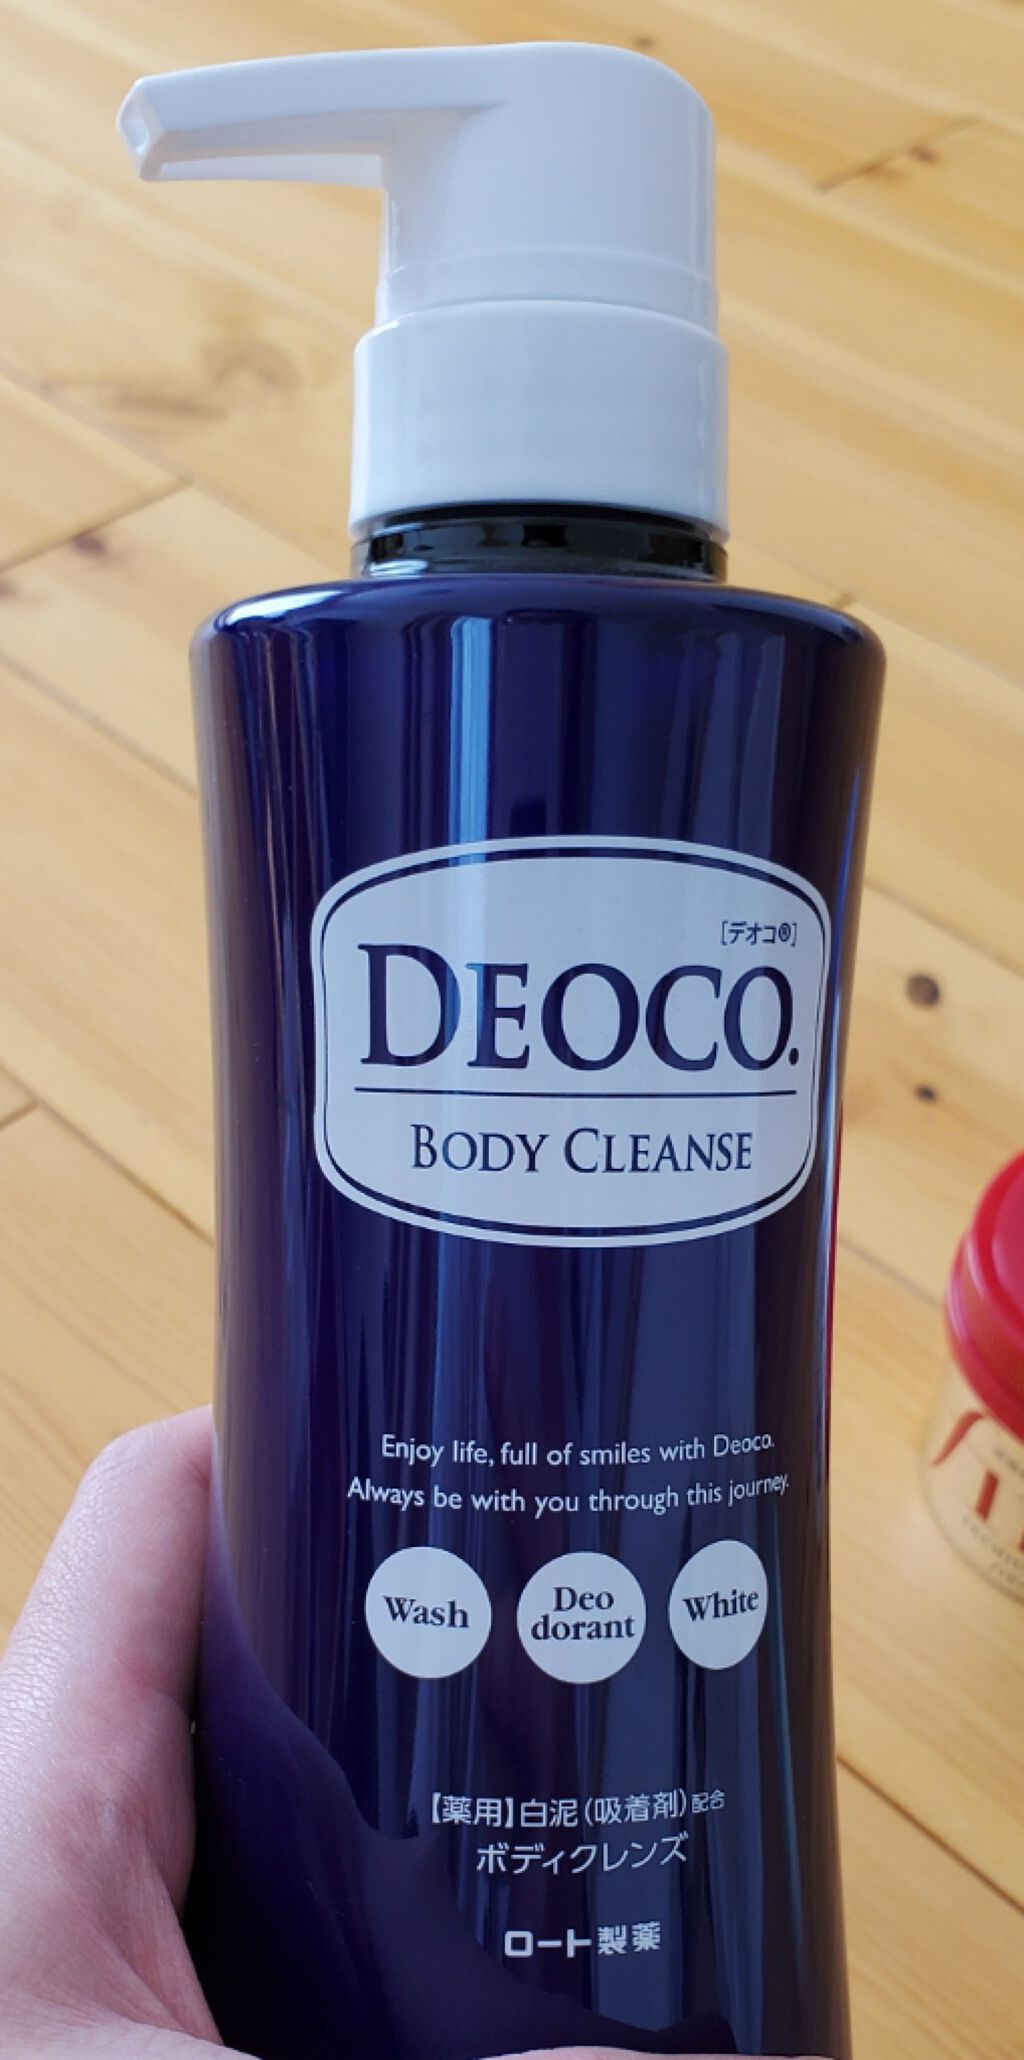 [デオコ®]
DEOCO.
BODY CLEANSE
Enjoy life, full of smiles with Deoco.
Always be with you through this journey.
Wash
Deo
dorant
White
【薬用】白泥（吸着剤）配合
ボディクレンズ
ロート製薬